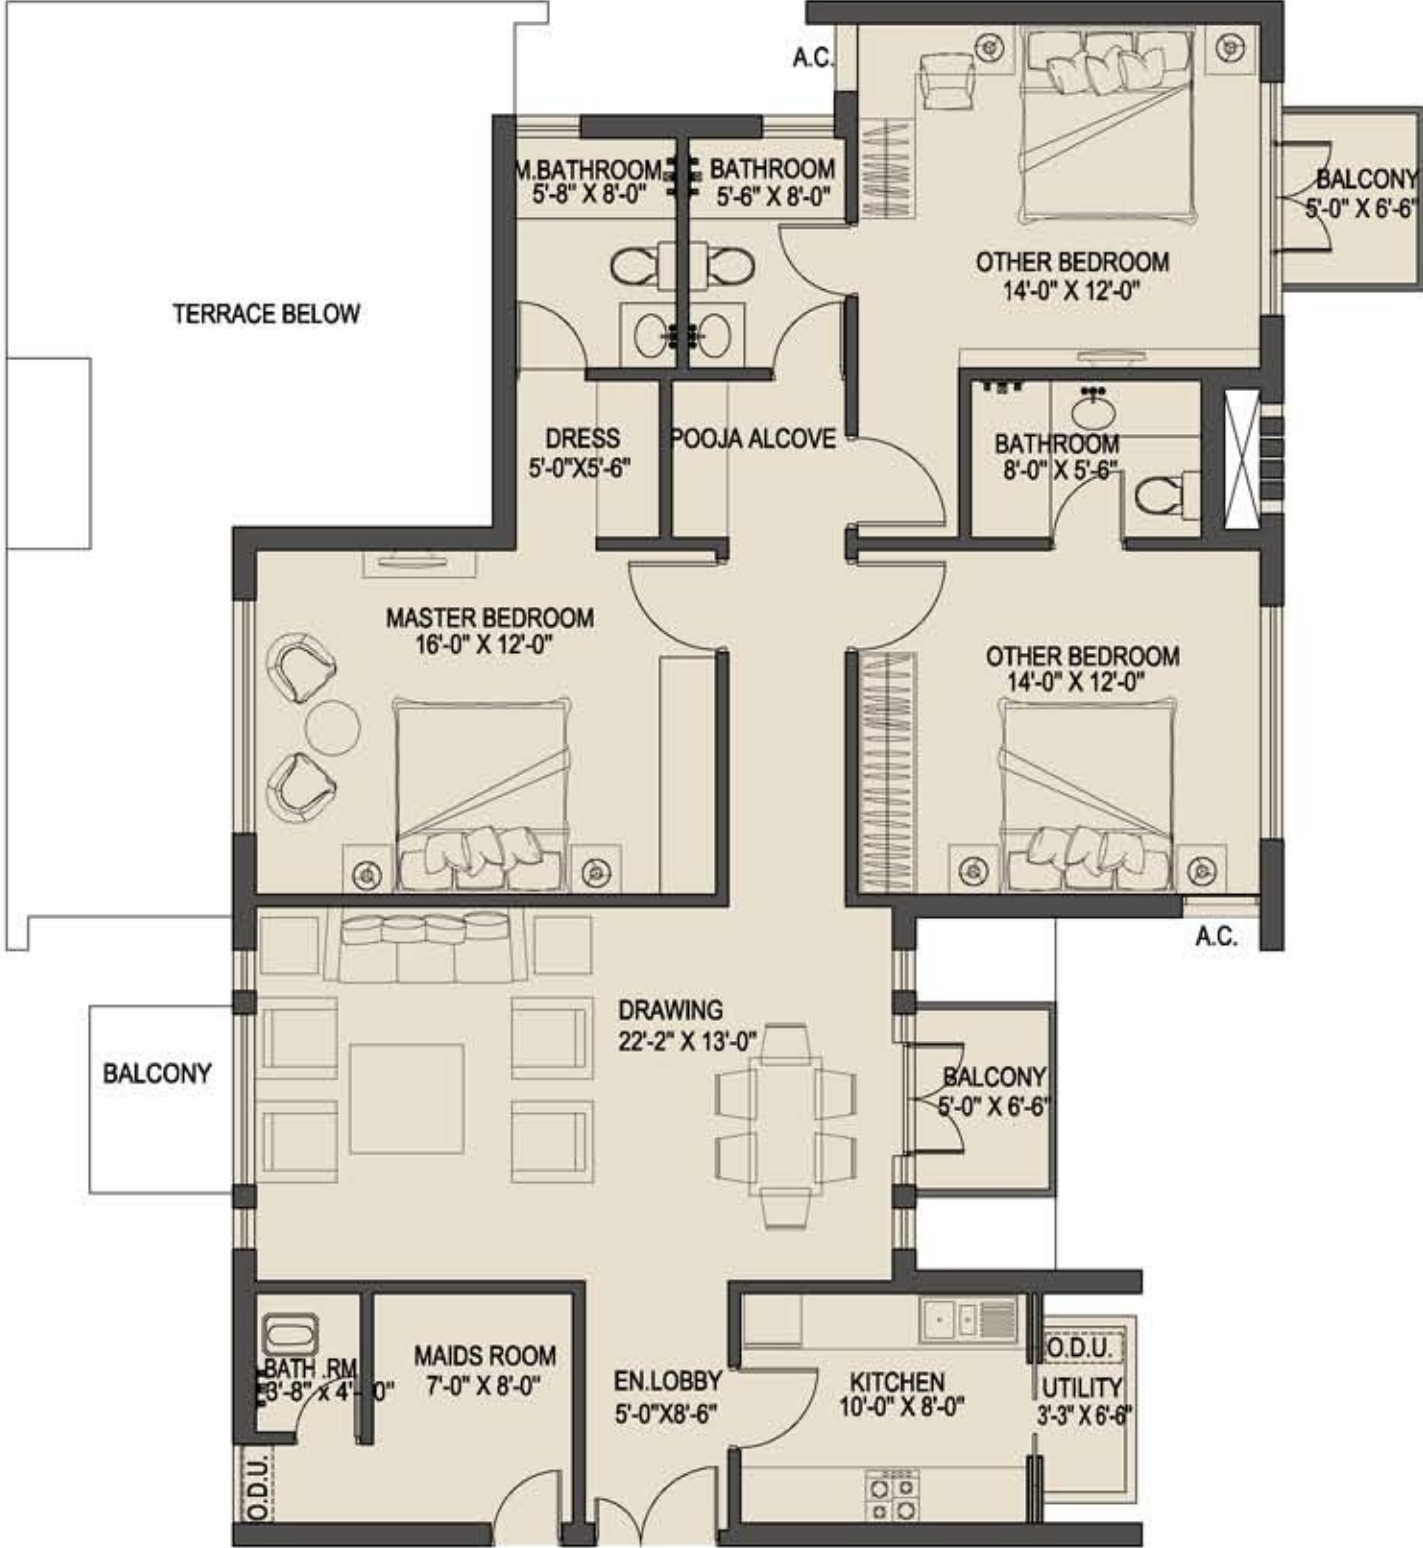 A.C.
M.BATHROOM
5'-8" X 8'-0"
BATHROOM
5'-6" X 8'-0"
BALCONY
5'-0" X 6'-6"
OTHER BEDROOM
14'-0" X 12'-0"
TERRACE BELOW
DRESS
5'-0"X5'-6"
POOJA ALCOVE
BATHROOM
8'-0" X 5'-6"
MASTER BEDROOM
16'-0" X 12'-0"
OTHER BEDROOM
14'-0" X 12'-0"
A.C.
DRAWING
22'-2" X 13'-0"
BALCONY
BALCONY
5'-0" X 6'-6"
BATH .RM
3'-8" x 4'-0"
MAIDS ROOM
7'-0" X 8'-0"
EN.LOBBY
5'-0"X8'-6"
KITCHEN
10'-0" X 8'-0"
O.D.U.
UTILITY
3'-3" X 6'-6"
O.D.U.